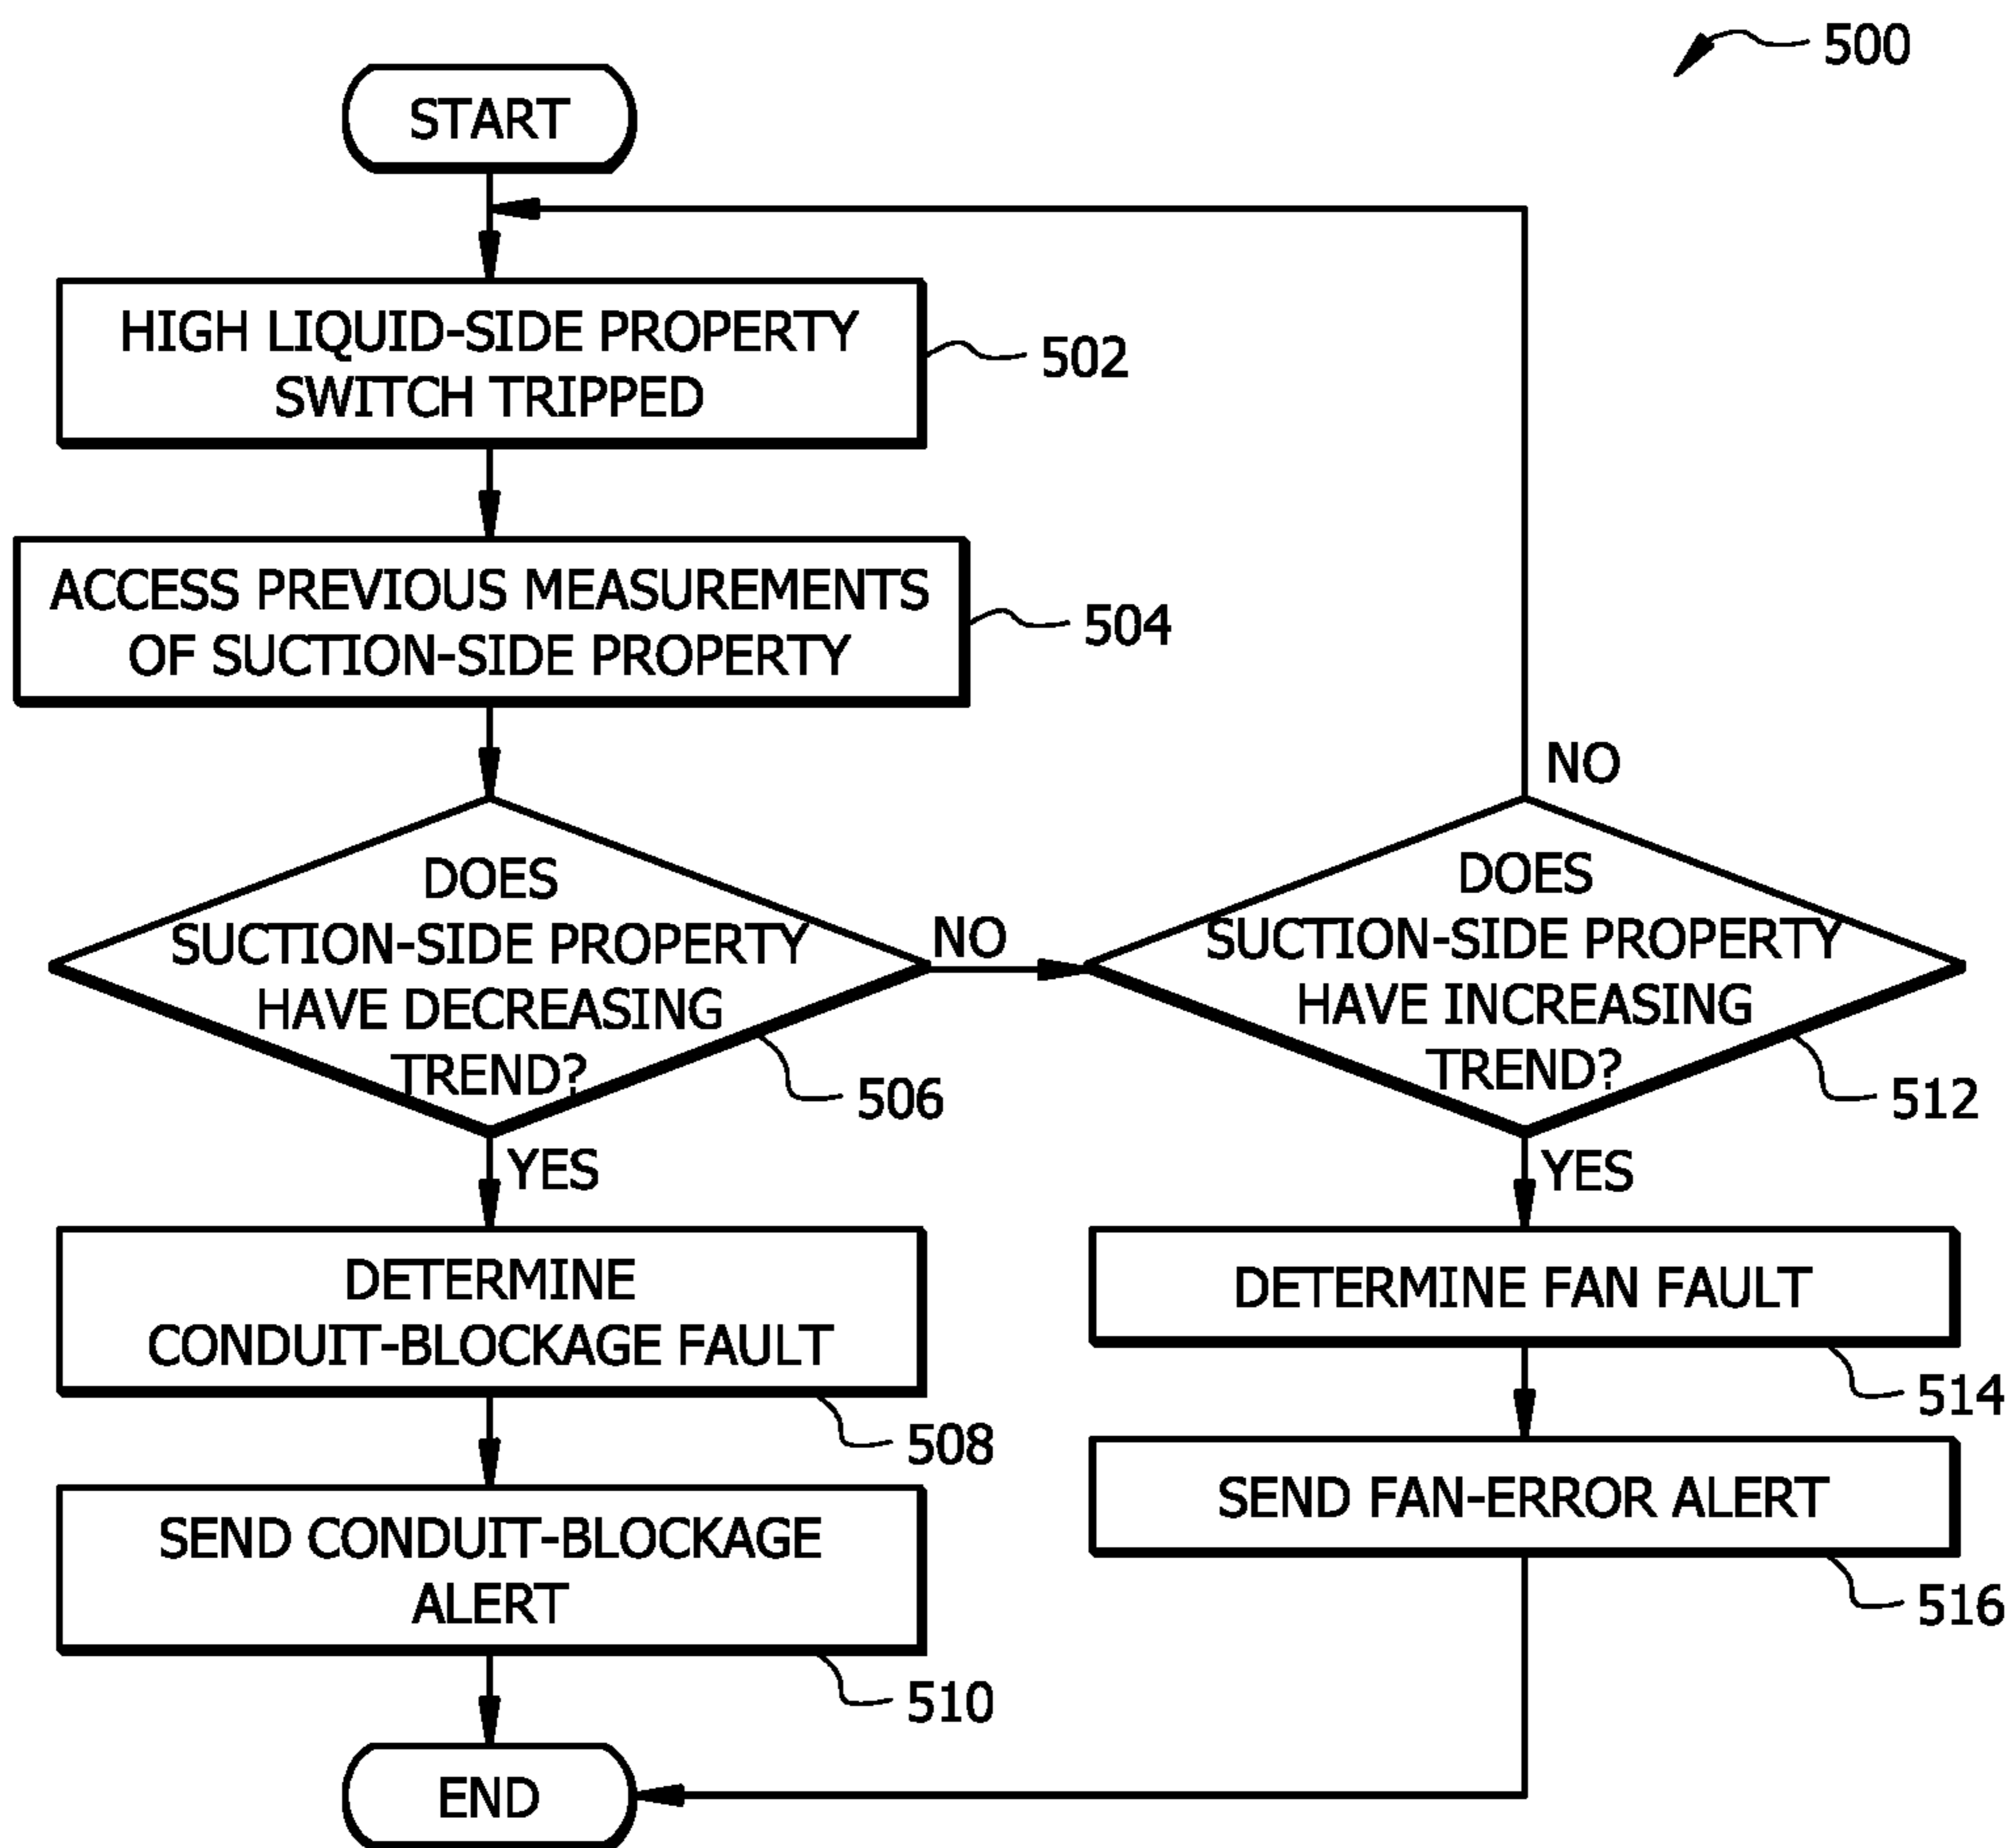 500
START
HIGH LIQUID-SIDE PROPERTY
SWITCH TRIPPED
502
ACCESS PREVIOUS MEASUREMENTS
OF SUCTION-SIDE PROPERTY
504
DOES
SUCTION-SIDE PROPERTY
HAVE DECREASING
TREND?
506
NO
YES
DOES
SUCTION-SIDE PROPERTY
HAVE INCREASING
TREND?
512
NO
YES
DETERMINE
CONDUIT-BLOCKAGE FAULT
508
SEND CONDUIT-BLOCKAGE
ALERT
510
DETERMINE FAN FAULT
514
SEND FAN-ERROR ALERT
516
END